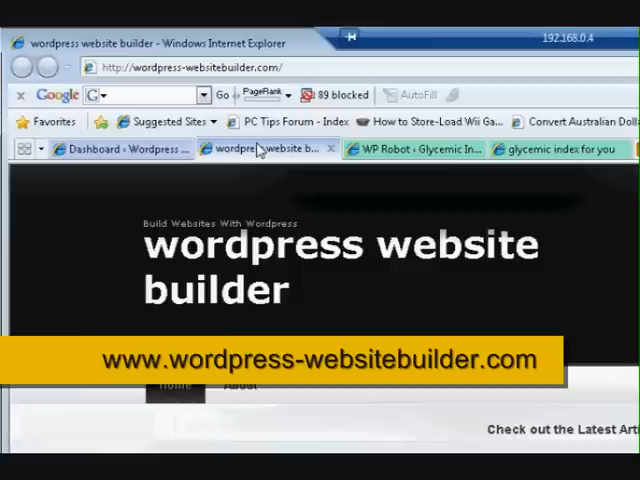 wordpress website builder - Windows Internet Explorer
192.168.0.4
http://wordpress-websitebuilder.com/
x Google G Go PageRank 89 blocked AutoFill
Favorites Suggested Sites PC Tips Forum - Index How to Store-Load Wii Ga... Convert Australian Dolla
Dashboard ‹ Wordpress ... wordpress website b... x WP Robot ‹ Glycemic In... glycemic index for you
Build Websites With Wordpress
wordpress website
builder
www.wordpress-websitebuilder.com
Home About
Check out the Latest Arti